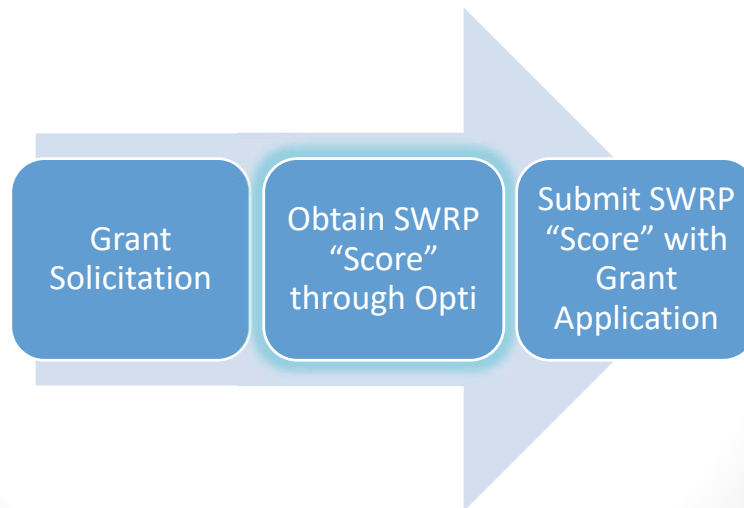 Grant
Solicitation
Obtain SWRP
“Score”
through Opti
Submit SWRP
“Score” with
Grant
Application